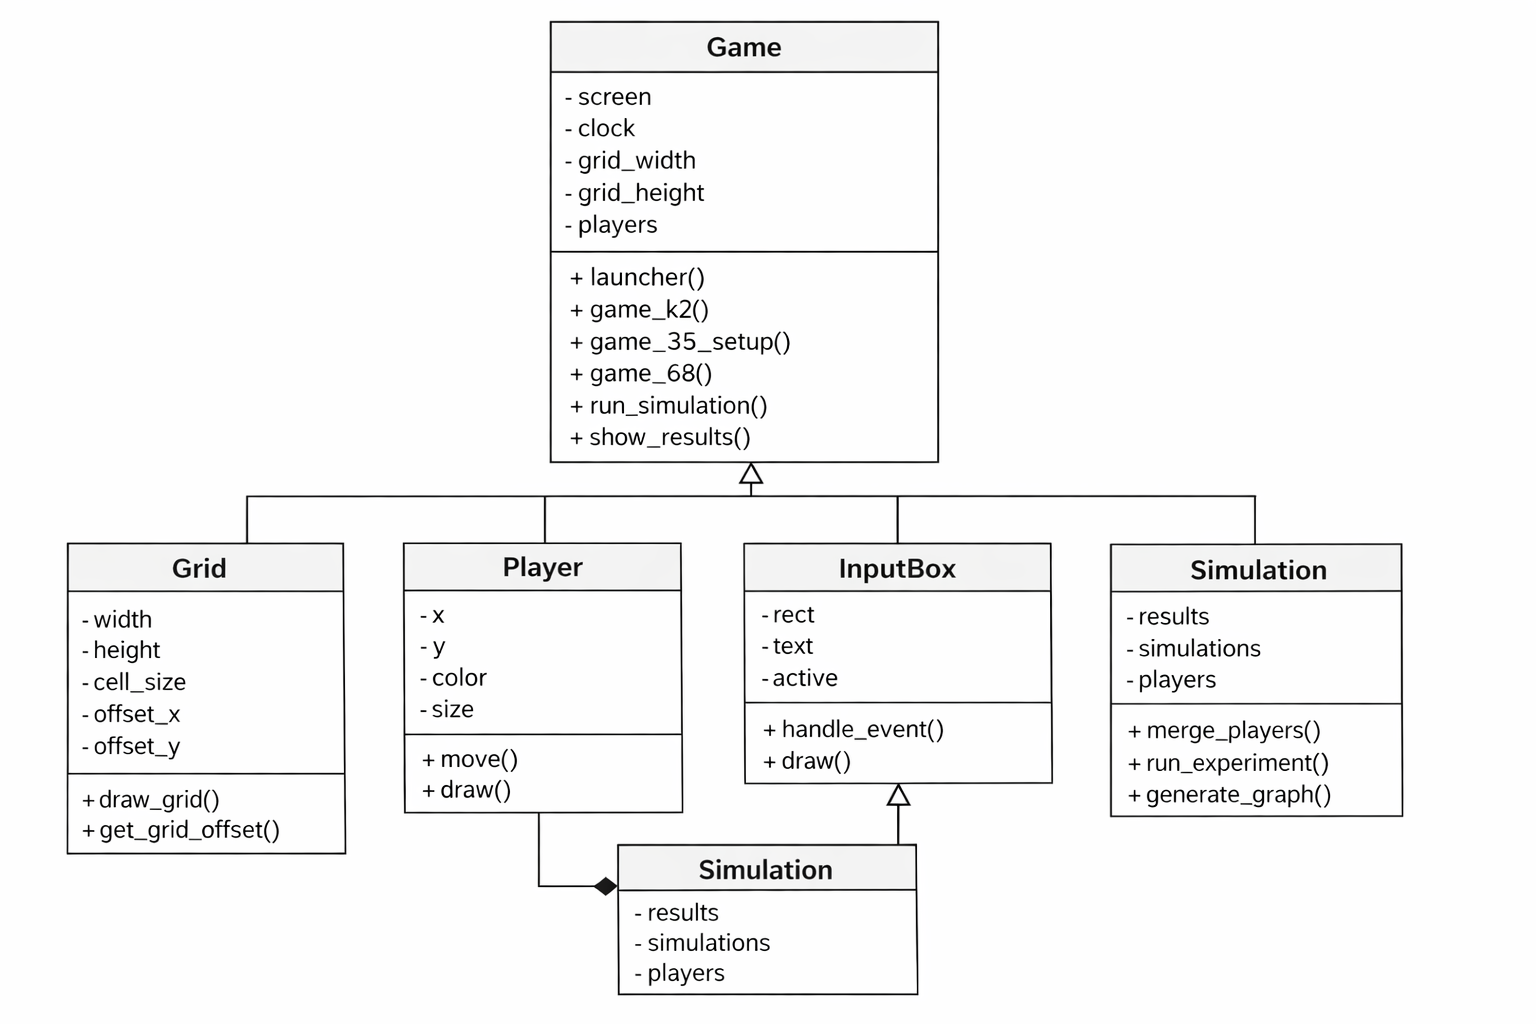 Game
- screen
- clock
- grid_width
- grid_height
- players
+ launcher()
+ game_k2()
+ game_35_setup()
+ game_68()
+ run_simulation()
+ show_results()
Grid
- width
- height
- cell_size
- offset_x
- offset_y
+ draw_grid()
+ get_grid_offset()
Player
- x
- y
- color
- size
+ move()
+ draw()
InputBox
- rect
- text
- active
+ handle_event()
+ draw()
Simulation
- results
- simulations
- players
+ merge_players()
+ run_experiment()
+ generate_graph()
Simulation
- results
- simulations
- players